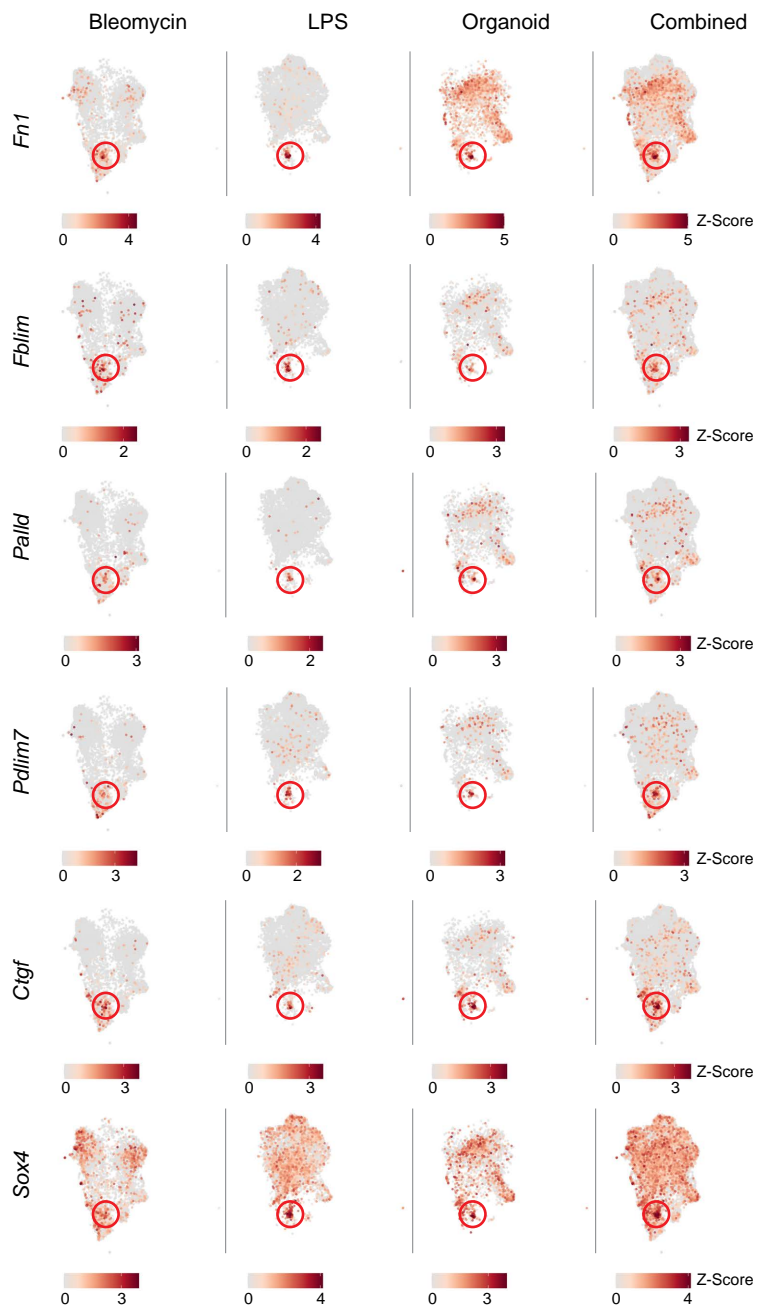 Bleomycin LPS Organoid Combined
Fn1
0 4 0 4 0 5 0 5 Z-Score
Fblim
0 2 0 2 0 3 0 3 Z-Score
Palld
0 3 0 2 0 3 0 3 Z-Score
Pdlim7
0 3 0 2 0 3 0 3 Z-Score
Ctgf
0 3 0 3 0 3 0 3 Z-Score
Sox4
0 3 0 4 0 3 0 4 Z-Score